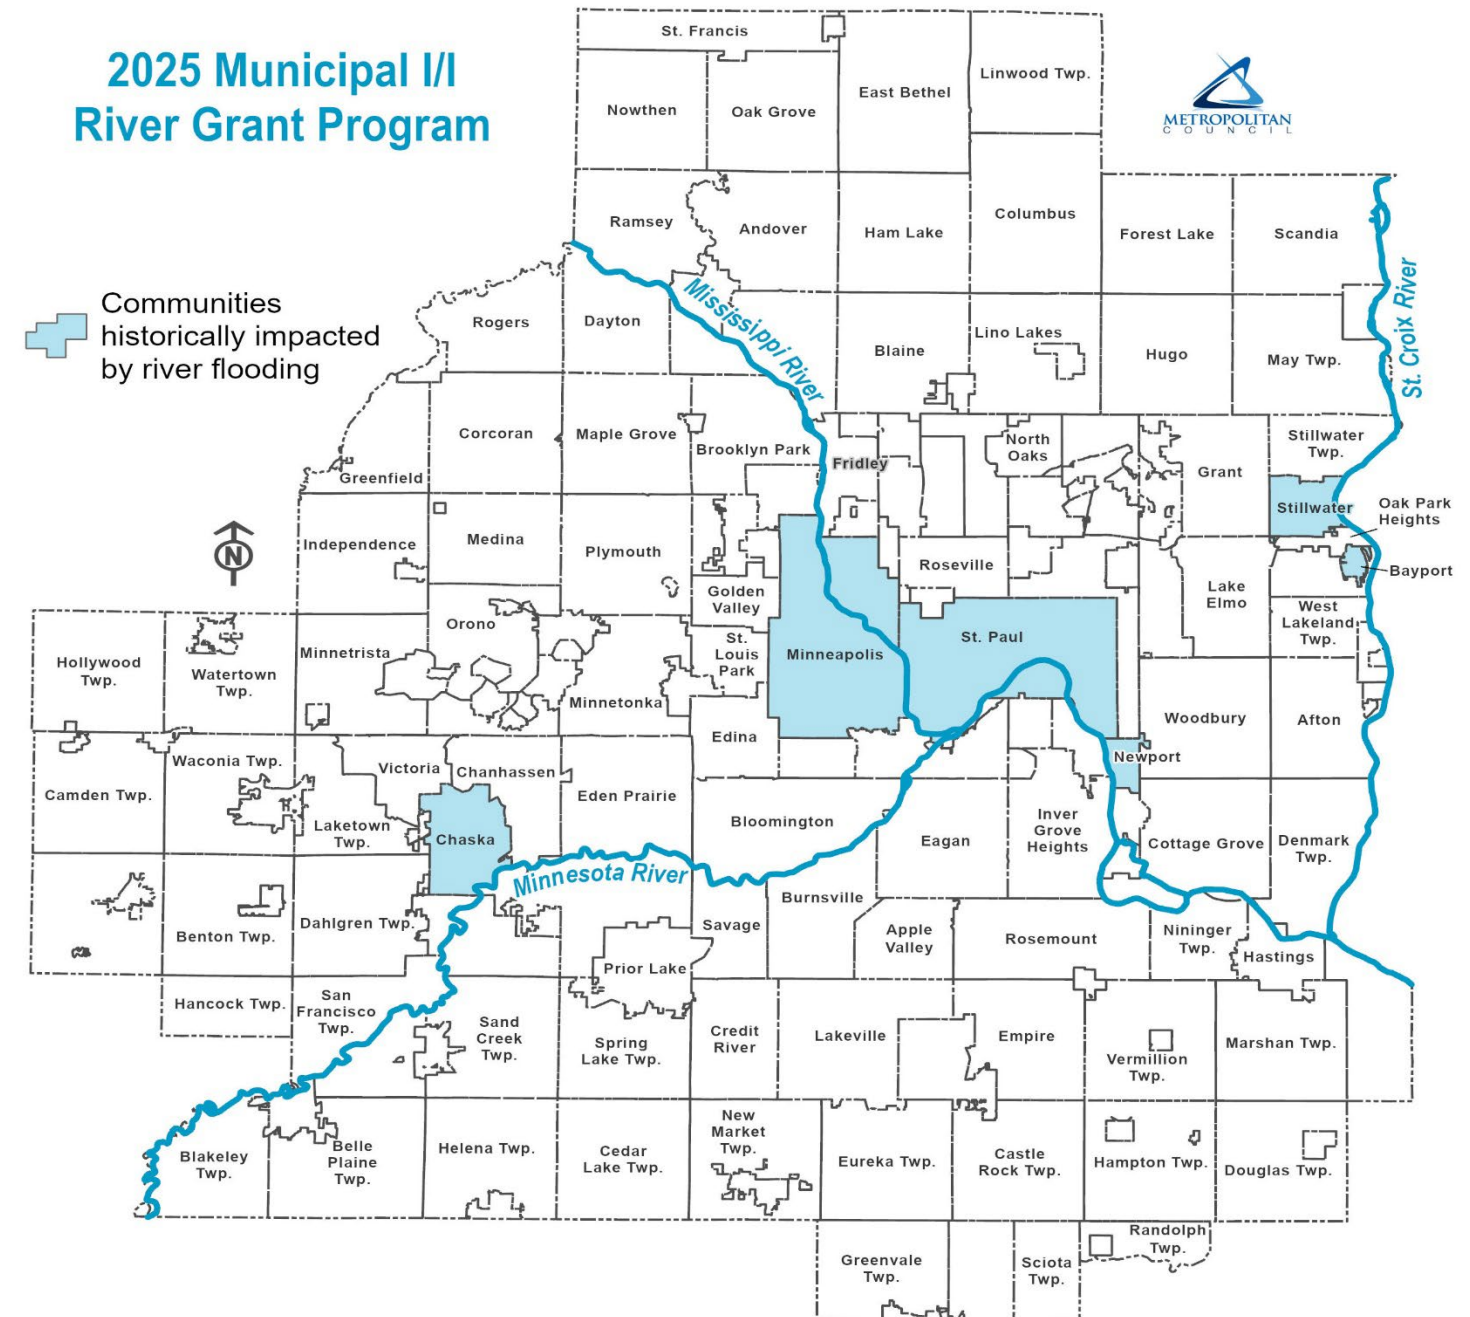 2025 Municipal I/I
River Grant Program
METROPOLITAN
COUNCIL
Communities
historically impacted
by river flooding
N
St. Francis
Linwood Twp.
East Bethel
Nowthen
Oak Grove
Ramsey
Andover
Ham Lake
Columbus
Forest Lake
Scandia
Mississippi River
St. Croix River
Rogers
Dayton
Blaine
Lino Lakes
Hugo
May Twp.
Corcoran
Maple Grove
Brooklyn Park
Fridley
North
Oaks
Grant
Stillwater
Twp.
Greenfield
Stillwater
Oak Park
Heights
Independence
Medina
Plymouth
Roseville
Bayport
Golden
Valley
Lake
Elmo
West
Lakeland
Twp.
Orono
St.
Louis
Park
Minneapolis
St. Paul
Hollywood
Twp.
Watertown
Twp.
Minnetrista
Minnetonka
Woodbury
Afton
Edina
Newport
Waconia Twp.
Victoria
Chanhassen
Camden Twp.
Eden Prairie
Laketown
Twp.
Chaska
Bloomington
Eagan
Inver
Grove
Heights
Cottage Grove
Denmark
Twp.
Minnesota River
Burnsville
Benton Twp.
Dahlgren Twp.
Savage
Apple
Valley
Rosemount
Nininger
Twp.
Hastings
Prior Lake
Hancock Twp.
San
Francisco
Twp.
Sand
Creek
Twp.
Spring
Lake Twp.
Credit
River
Lakeville
Empire
Vermillion
Twp.
Marshan Twp.
Blakeley
Twp.
Belle
Plaine
Twp.
Helena Twp.
Cedar
Lake Twp.
New
Market
Twp.
Eureka Twp.
Castle
Rock Twp.
Hampton Twp.
Douglas Twp.
Greenvale
Twp.
Sciota
Twp.
Randolph
Twp.